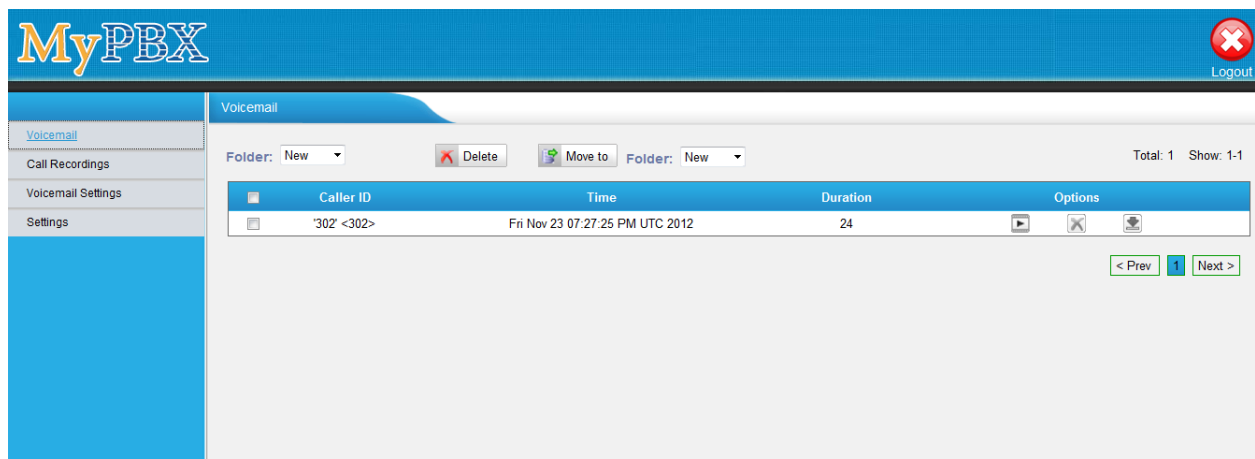 MyPBX
Logout
Voicemail
Voicemail
Call Recordings
Voicemail Settings
Settings
Folder: New Delete Move to Folder: New Total: 1 Show: 1-1
Caller ID Time Duration Options
'302' <302> Fri Nov 23 07:27:25 PM UTC 2012 24
< Prev 1 Next >